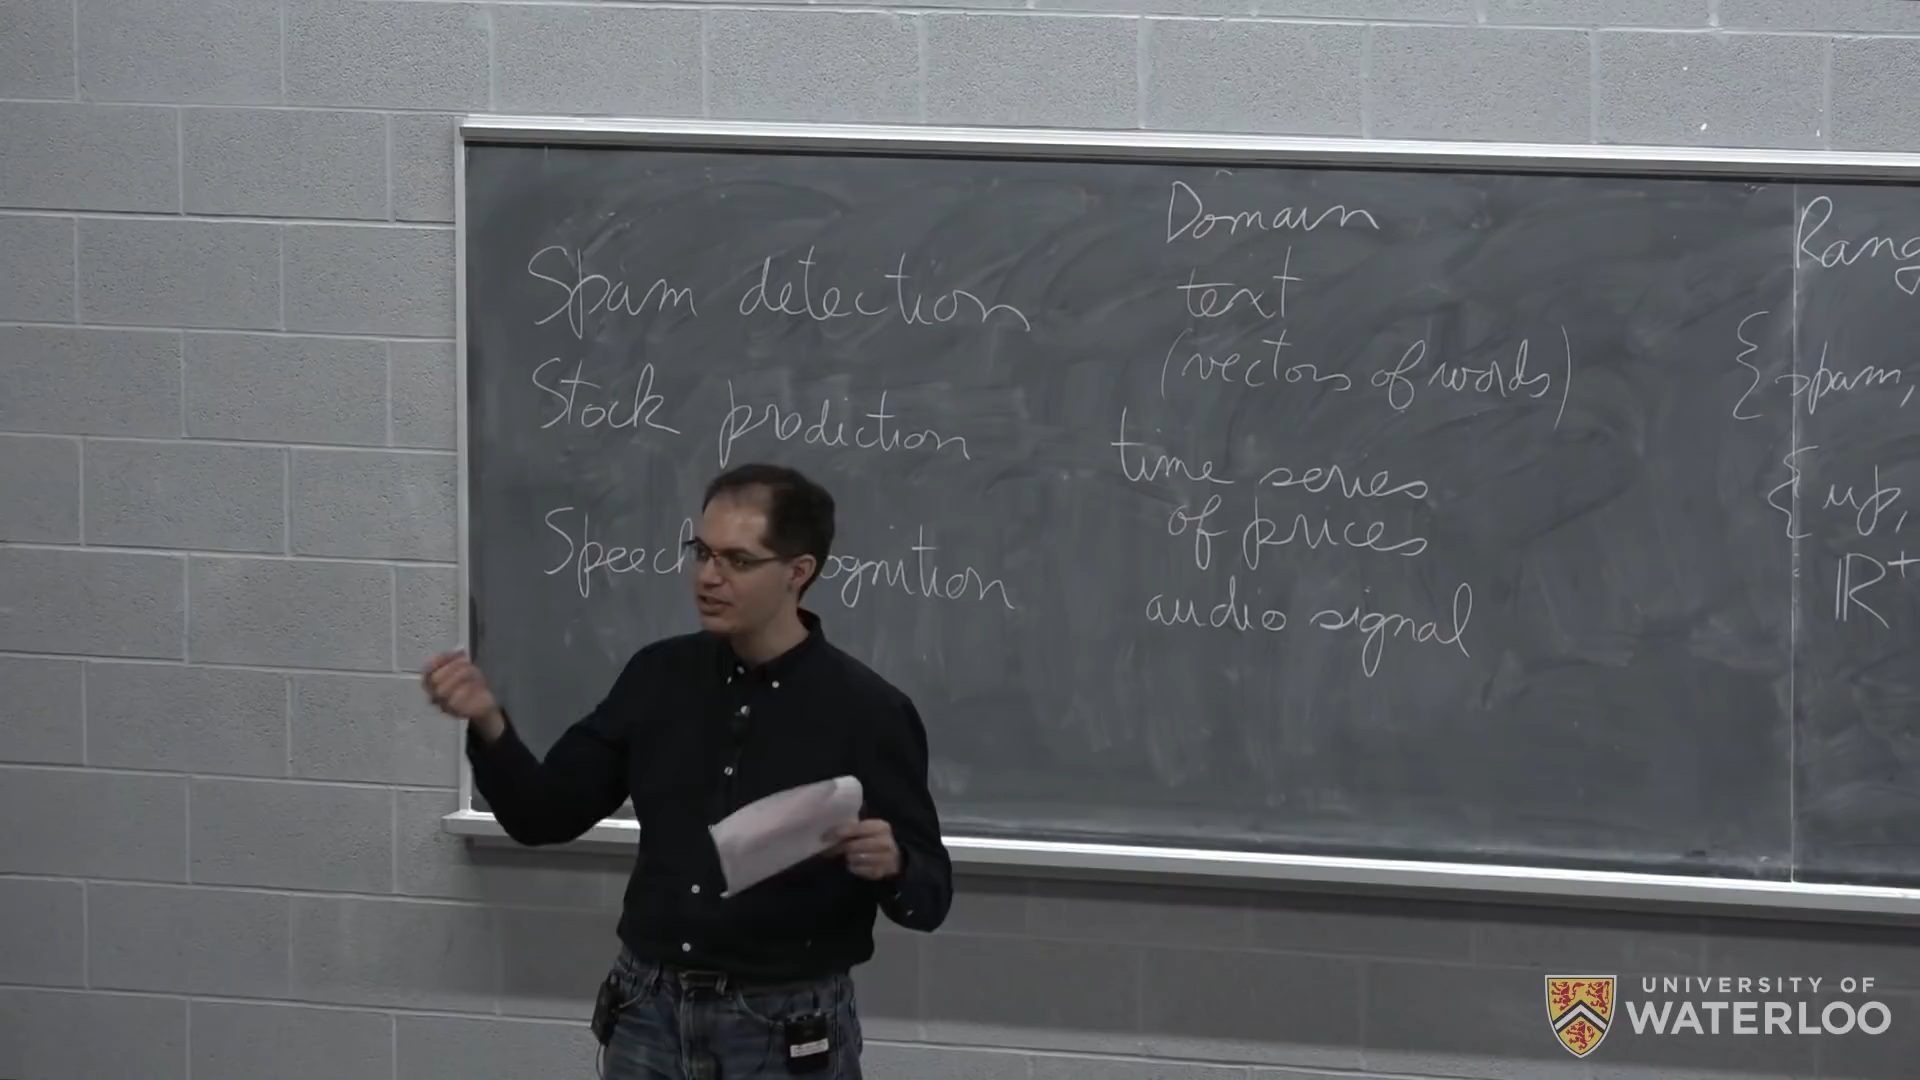 Domain
Rang
Spam detection
text
(vectors of words)
{spam,
Stock prediction
time series
of prices
{up,
ℝ+
Speech ognition
audio signal
UNIVERSITY OF
WATERLOO